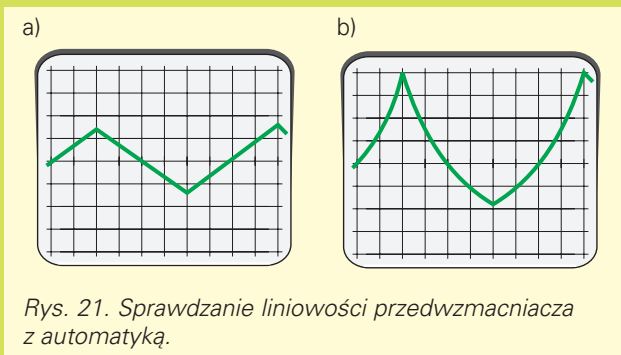 a)
b)
Rys. 21. Sprawdzanie liniowości przedwzmacniacza
z automatyką.